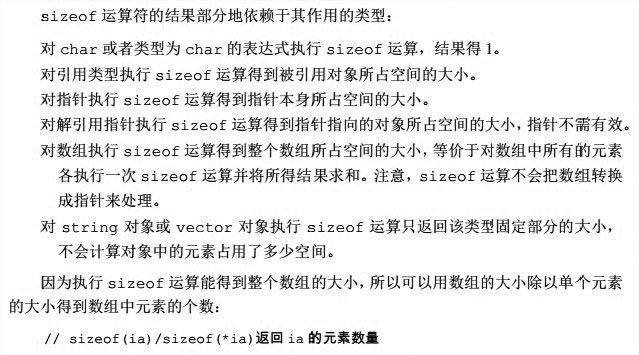 sizeof 运算符的结果部分地依赖于其作用的类型：
对 char 或者类型为 char 的表达式执行 sizeof 运算，结果得 1。
对引用类型执行 sizeof 运算得到被引用对象所占空间的大小。
对指针执行 sizeof 运算得到指针本身所占空间的大小。
对解引用指针执行 sizeof 运算得到指针指向的对象所占空间的大小，指针不需有效。
对数组执行 sizeof 运算得到整个数组所占空间的大小，等价于对数组中所有的元素
各执行一次 sizeof 运算并将所得结果求和。注意，sizeof 运算不会把数组转换
成指针来处理。
对 string 对象或 vector 对象执行 sizeof 运算只返回该类型固定部分的大小，
不会计算对象中的元素占用了多少空间。
因为执行 sizeof 运算能得到整个数组的大小，所以可以用数组的大小除以单个元素
的大小得到数组中元素的个数：
// sizeof(ia)/sizeof(*ia)返回 ia 的元素数量